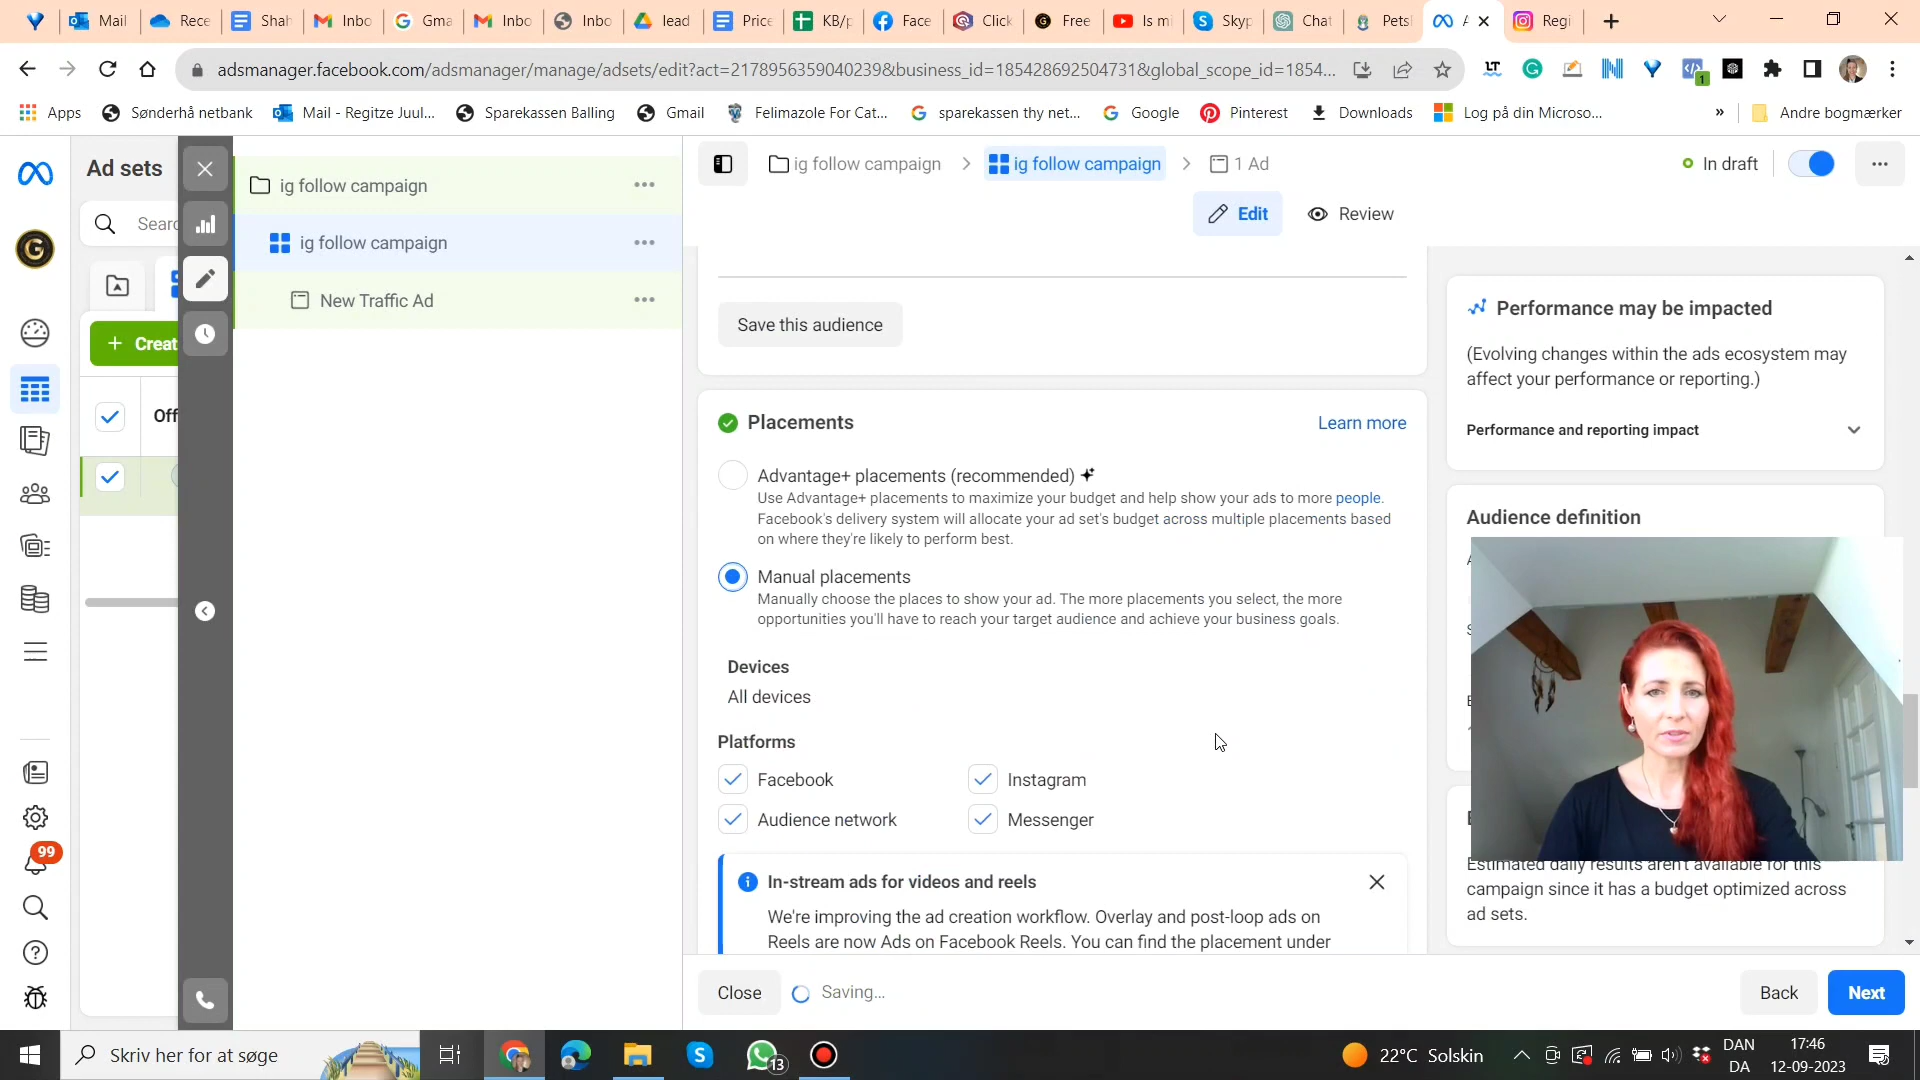 Mail
Rece
Shah
Inbo
Gma
Inbo
Inbo
lead
Price
KB/p
Face
Click
Free
Is mi
Skyp
Chat
Pets
Regi
adsmanager.facebook.com/adsmanager/manage/adsets/edit?act=2178956359040239&business_id=185428692504731&global_scope_id=1854...
Apps
Sønderhå netbank
Mail - Regitze Juul...
Sparekassen Balling
Gmail
Felimazole For Cat...
sparekassen thy net...
Google
Pinterest
Downloads
Log på din Microso...
»
Andre bogmærker
Ad sets
ig follow campaign
ig follow campaign
New Traffic Ad
Sear
+ Creat
Off
99
ig follow campaign > ig follow campaign > 1 Ad
In draft
Edit
Review
Save this audience
Placements
Learn more
Advantage+ placements (recommended)
Use Advantage+ placements to maximize your budget and help show your ads to more people.
Facebook's delivery system will allocate your ad set's budget across multiple placements based
on where they're likely to perform best.
Manual placements
Manually choose the places to show your ad. The more placements you select, the more
opportunities you'll have to reach your target audience and achieve your business goals.
Devices
All devices
Platforms
Facebook
Instagram
Audience network
Messenger
In-stream ads for videos and reels
We're improving the ad creation workflow. Overlay and post-loop ads on
Reels are now Ads on Facebook Reels. You can find the placement under
Performance may be impacted
(Evolving changes within the ads ecosystem may
affect your performance or reporting.)
Performance and reporting impact
Audience definition
Estimated daily results aren't available for this
campaign since it has a budget optimized across
ad sets.
Close
Saving...
Back
Next
Skriv her for at søge
13
22°C Solskin
DAN
DA
17:46
12-09-2023